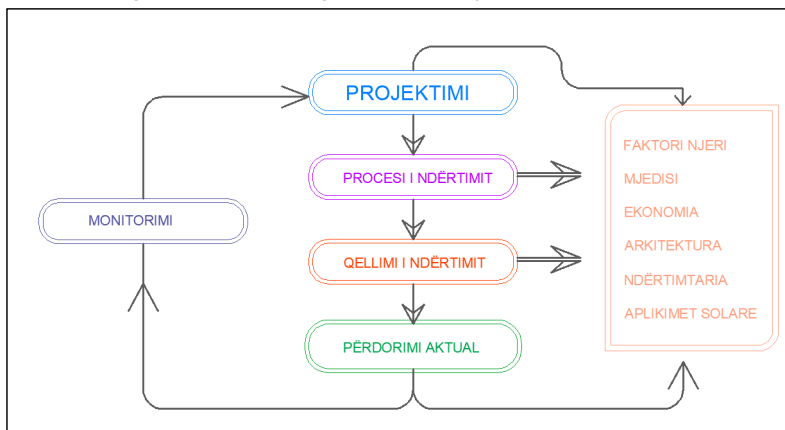 PROJEKTIMI
PROCESI I NDËRTIMIT
QELLIMI I NDËRTIMIT
PËRDORIMI AKTUAL
MONITORIMI
FAKTORI NJERI
MJEDISI
EKONOMIA
ARKITEKTURA
NDËRTIMTARIA
APLIKIMET SOLARE